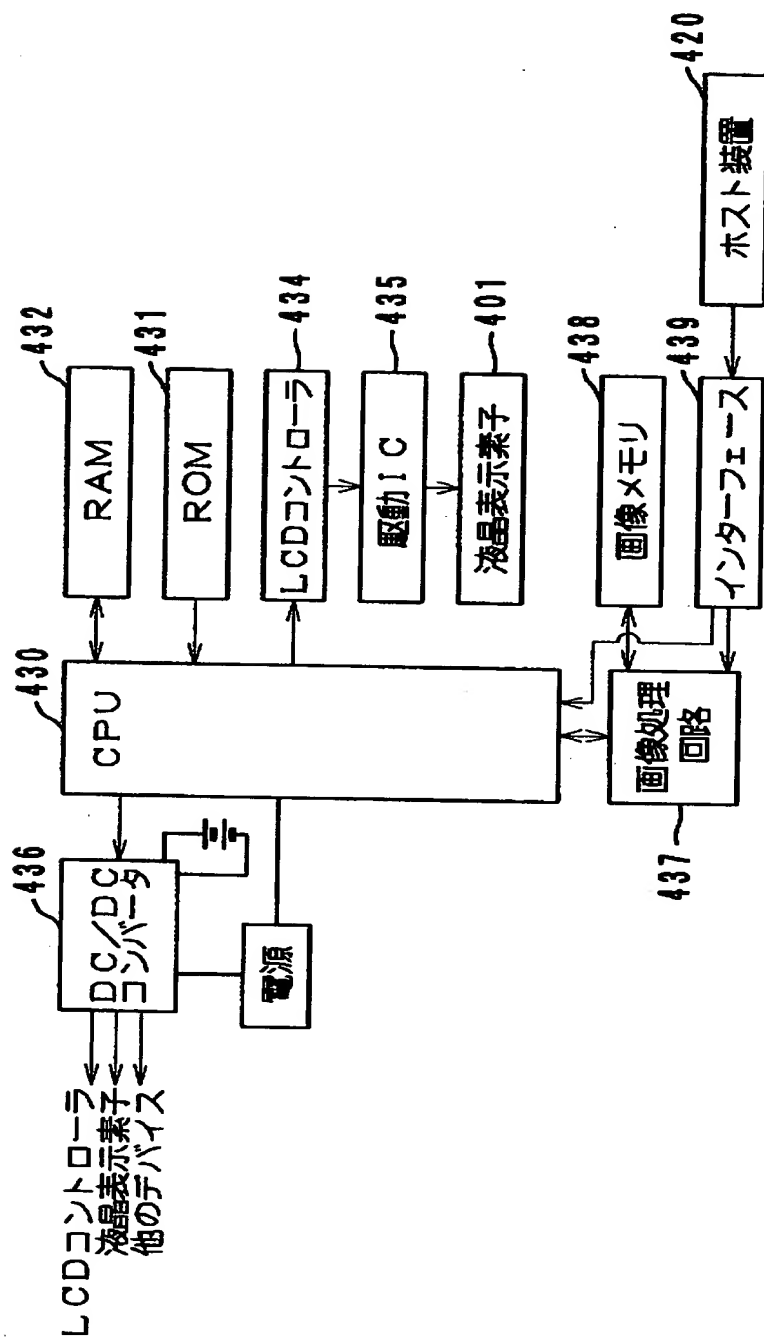 436
430
432
LCDコントローラ
液晶表示素子
他のデバイス
DC/DC
コンバータ
CPU
RAM
431
ROM
電源
434
LCDコントローラ
435
駆動IC
401
液晶表示素子
438
画像メモリ
画像処理
回路
437
439
インターフェース
420
ホスト装置